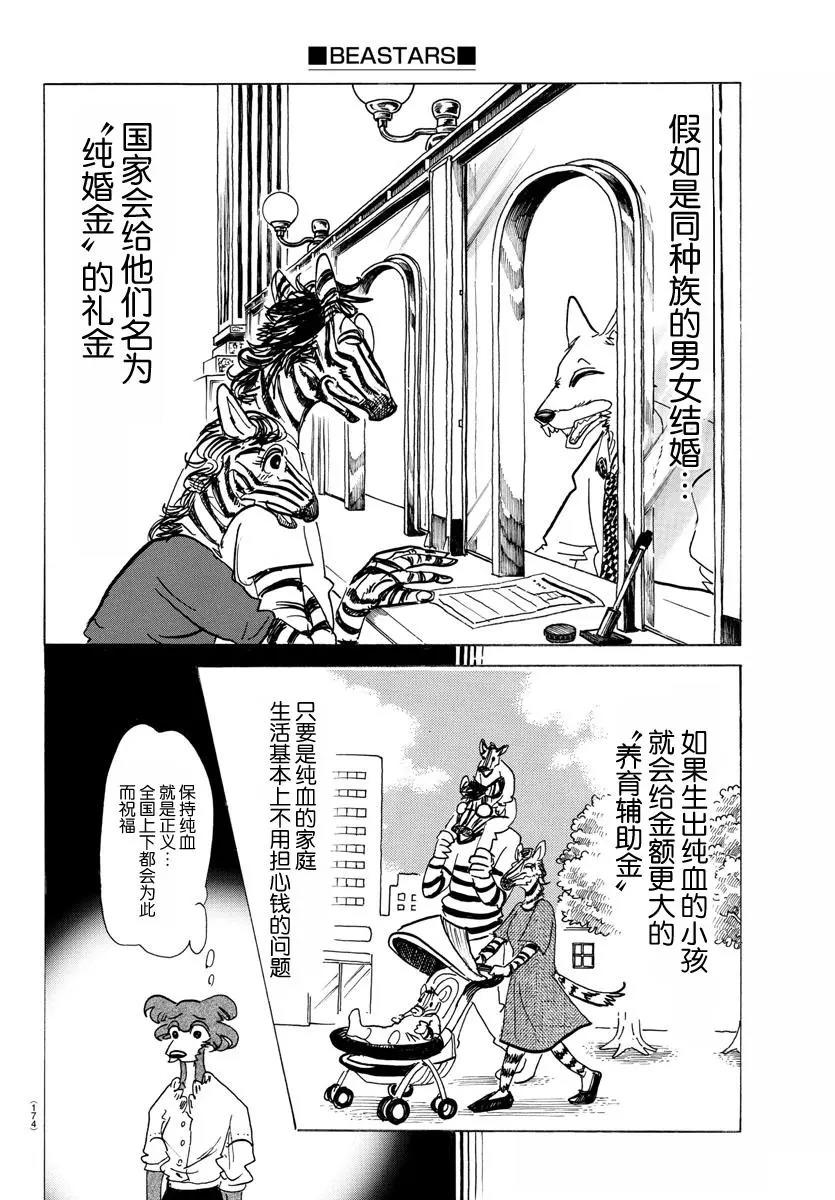 ■BEASTARS■
假如是同种族的男女结婚…
国家会给他们名为
〝纯婚金〞的礼金
如果生出纯血的小孩
就会给金额更大的
〝养育辅助金〞
只要是纯血的家庭
生活基本上不用担心钱的问题
保持纯血
就是正义…
全国上下都会为此
而祝福
(174)